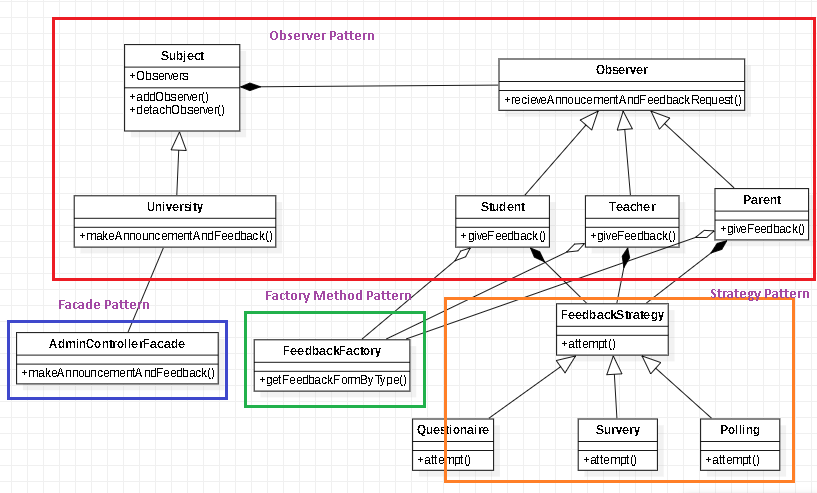 Observer Pattern
Subject
+Observers
+addObserver()
+detachObserver()
Observer
+recieveAnnoucementAndFeedbackRequest()
University
+makeAnnouncementAndFeedback()
Student
+giveFeedback()
Teacher
+giveFeedback()
Parent
+giveFeedback()
Facade Pattern
Factory Method Pattern
Strategy Pattern
AdminControllerFacade
+makeAnnouncementAndFeedback()
FeedbackFactory
+getFeedbackFormByType()
FeedbackStrategy
+attempt()
Questionaire
+attempt()
Survery
+attempt()
Polling
+attempt()